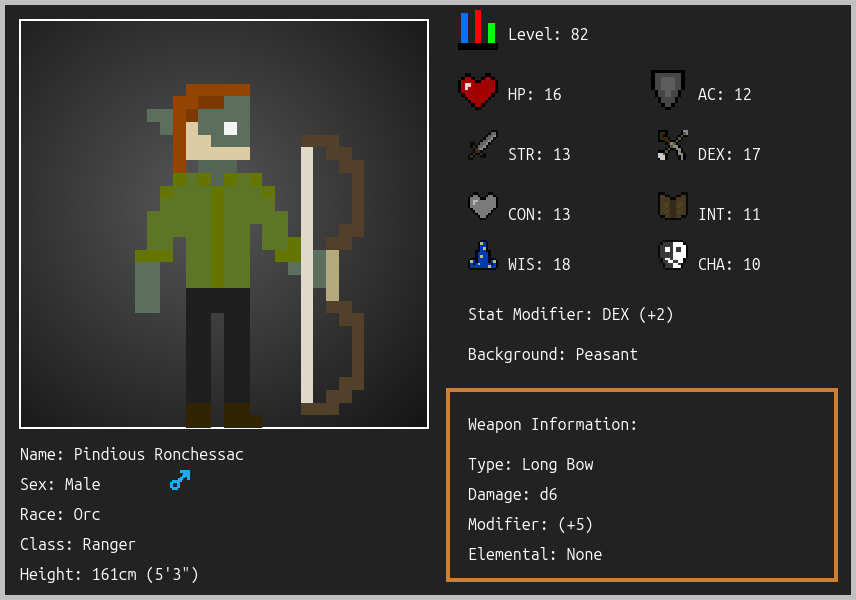 Level: 82
HP: 16
AC: 12
STR: 13
DEX: 17
CON: 13
INT: 11
WIS: 18
CHA: 10
Stat Modifier: DEX (+2)
Background: Peasant
Weapon Information:
Type: Long Bow
Damage: d6
Modifier: (+5)
Elemental: None
Name: Pindious Ronchessac
Sex: Male
Race: Orc
Class: Ranger
Height: 161cm (5'3")